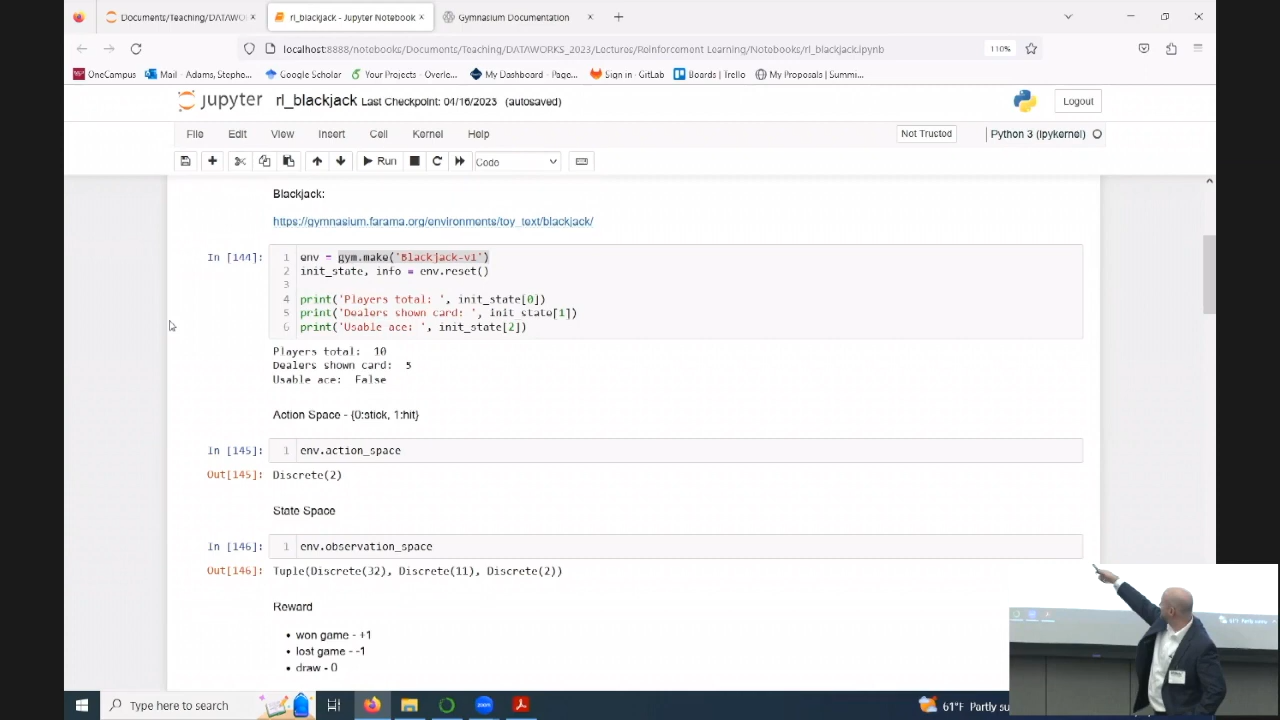 Documents/Teaching/DATAWO
rl_blackjack - Jupyter Notebook
Gymnasium Documentation
localhost:8888/notebooks/Documents/Teaching/DATAWORKS_2023/Lectures/Reinforcement Learning/Notebooks/rl_blackjack.ipynb
110%
OneCampus
Mail - Adams, Stepho...
Google Scholar
Your Projects - Overle...
My Dashboard - Page...
Sign in · GitLab
Boards | Trello
My Proposals | Summi...
jupyter rl_blackjack Last Checkpoint: 04/16/2023 (autosaved)
Logout
File Edit View Insert Cell Kernel Help
Not Trusted
Python 3 (ipykernel)
Run
Code
Blackjack:
https://gymnasium.farama.org/environments/toy_text/blackjack/
In [144]:
1 env = gym.make('Blackjack-v1')
2 init_state, info = env.reset()
3
4 print('Players total: ', init_state[0])
5 print('Dealers shown card: ', init_state[1])
6 print('Usable ace: ', init_state[2])
Players total:  10
Dealers shown card:  5
Usable ace:  False
Action Space - {0:stick, 1:hit}
In [145]:
1 env.action_space
Out[145]: Discrete(2)
State Space
In [146]:
1 env.observation_space
Out[146]: Tuple(Discrete(32), Discrete(11), Discrete(2))
Reward
• won game - +1
• lost game - -1
• draw - 0
Type here to search
zoom
61°F Partly su